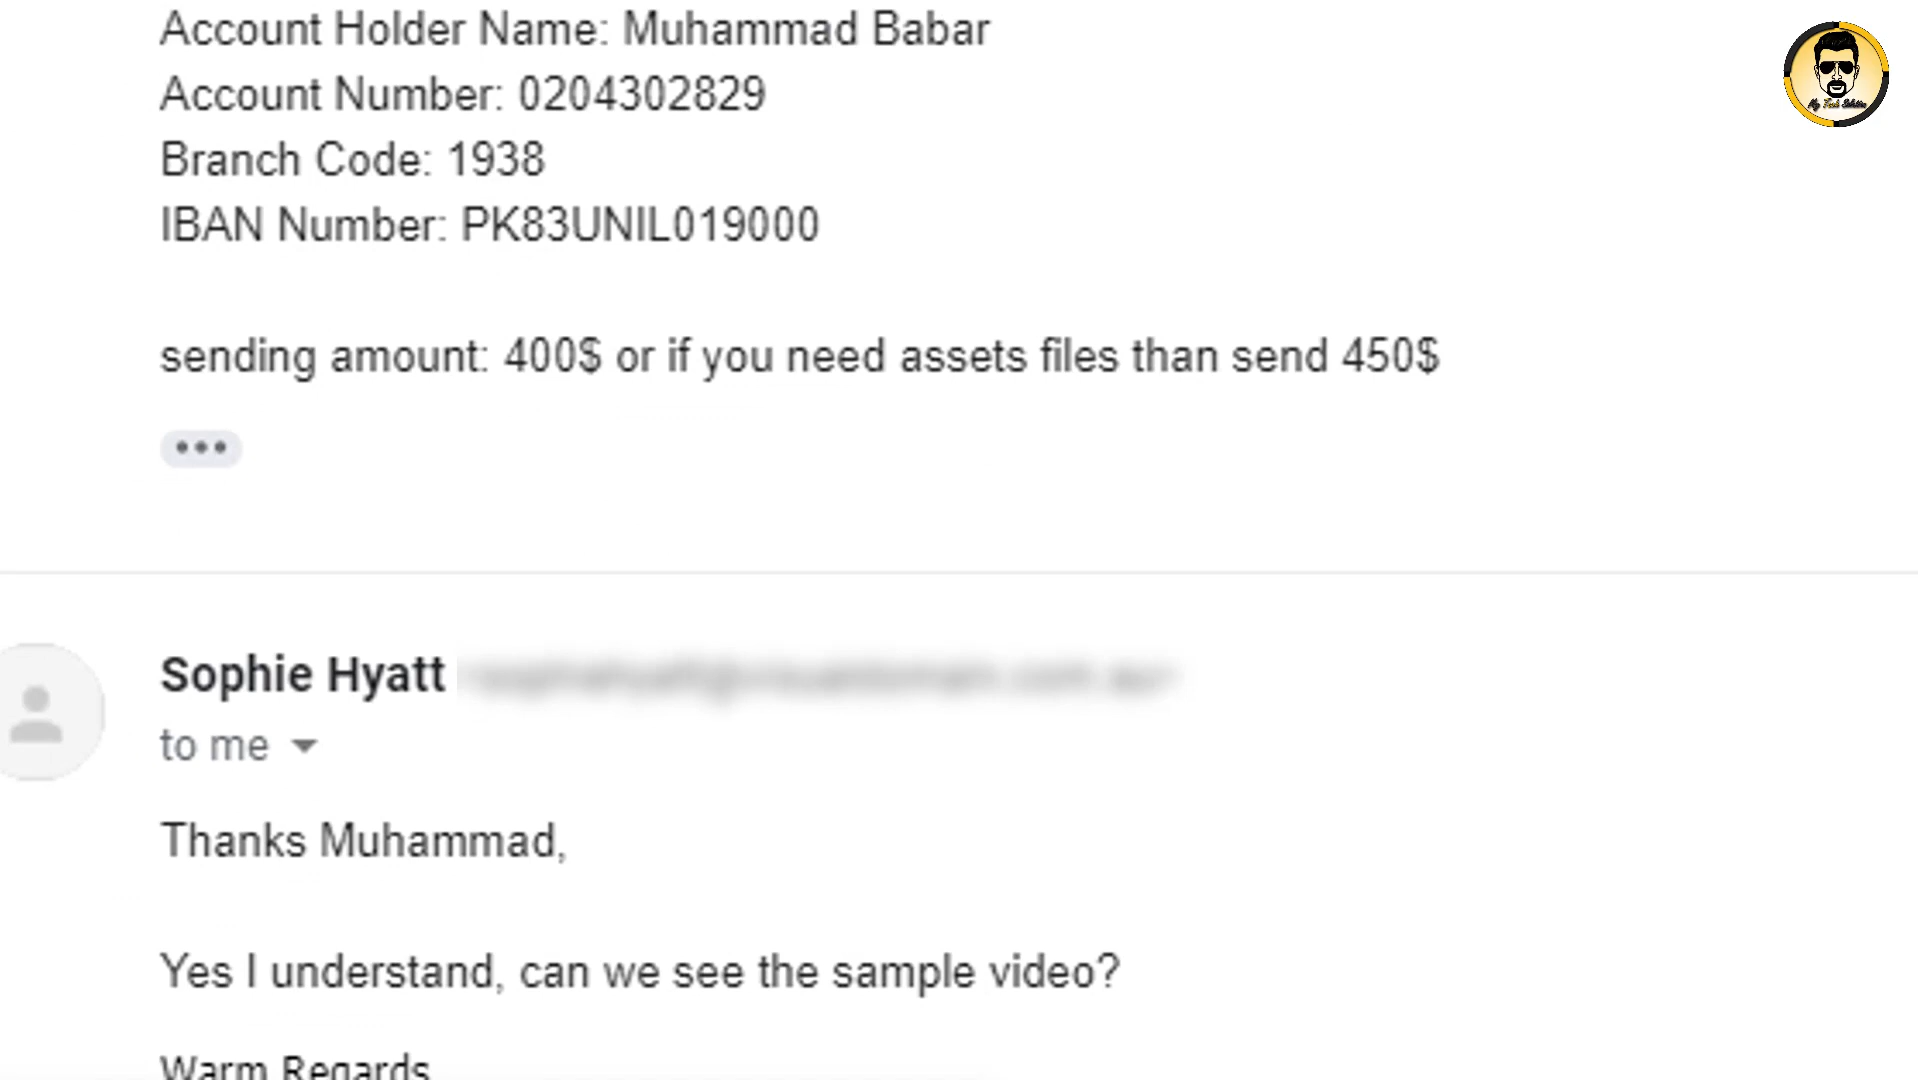 Account Holder Name: Muhammad Babar
Account Number: 0204302829
Branch Code: 1938
IBAN Number: PK83UNIL019000
sending amount: 400$ or if you need assets files than send 450$
Sophie Hyatt
to me
Thanks Muhammad,
Yes I understand, can we see the sample video?
Warm Regards